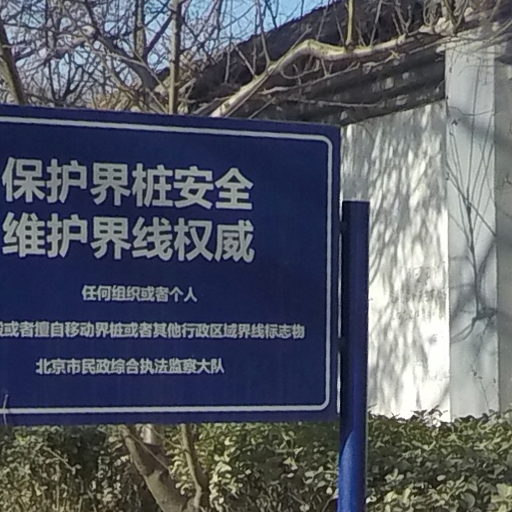 保护界桩安全
维护界线权威
任何组织或者个人
或者擅自移动界桩或者其他行政区域界线标志物
北京市民政综合执法监察大队